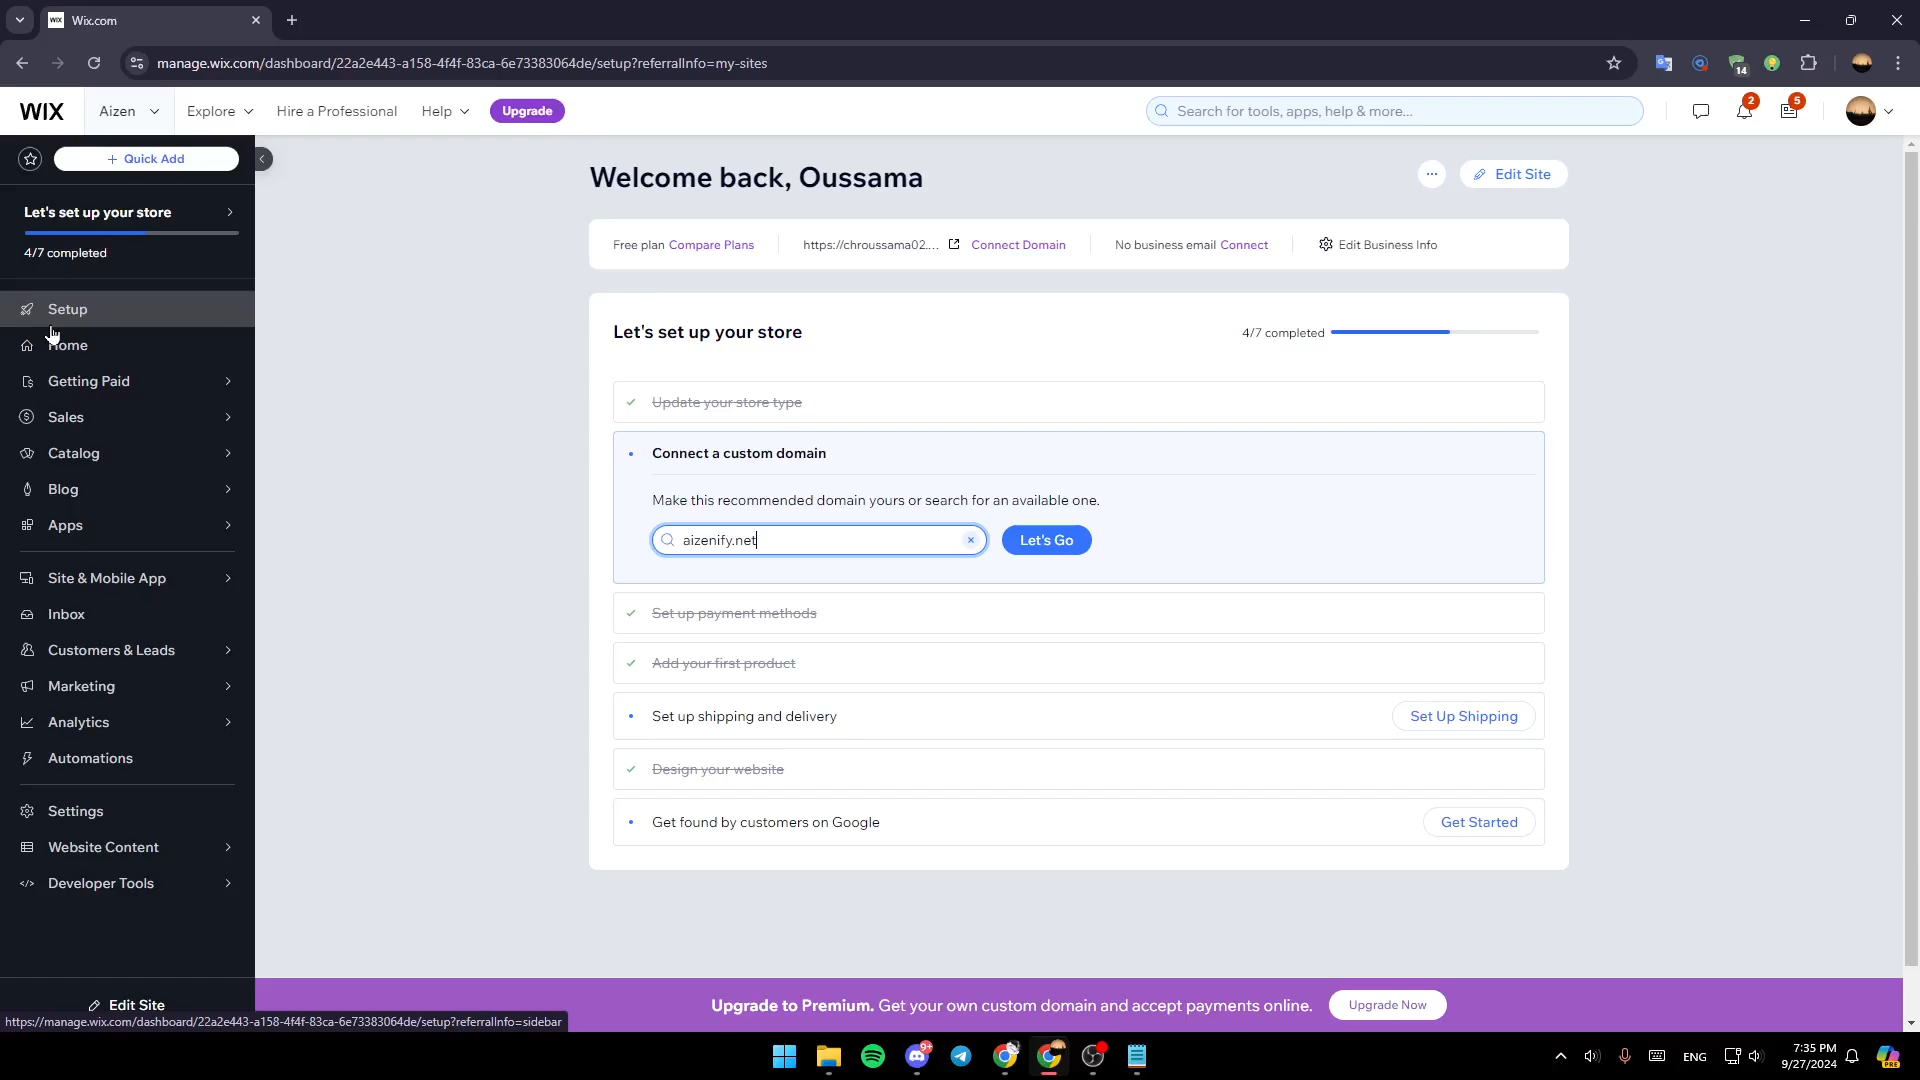 Wix.com
manage.wix.com/dashboard/22a2e443-a158-4f4f-83ca-6e73383064de/setup?referralInfo=my-sites
14
WIX
Aizen
Explore
Hire a Professional
Help
Upgrade
Search for tools, apps, help & more...
2
5
+ Quick Add
Let's set up your store
4/7 completed
Setup
Home
Getting Paid
Sales
Catalog
Blog
Apps
Site & Mobile App
Inbox
Customers & Leads
Marketing
Analytics
Automations
Settings
Website Content
Developer Tools
Edit Site
https://manage.wix.com/dashboard/22a2e443-a158-4f4f-83ca-6e73383064de/setup?referralInfo=sidebar
Welcome back, Oussama
Edit Site
Free plan Compare Plans
https://chroussama02.... Connect Domain
No business email Connect
Edit Business Info
Let's set up your store
4/7 completed
Update your store type
Connect a custom domain
Make this recommended domain yours or search for an available one.
aizenify.net
Let's Go
Set up payment methods
Add your first product
Set up shipping and delivery
Set Up Shipping
Design your website
Get found by customers on Google
Get Started
Upgrade to Premium. Get your own custom domain and accept payments online.
Upgrade Now
9+
ENG
7:35 PM
9/27/2024
PRE